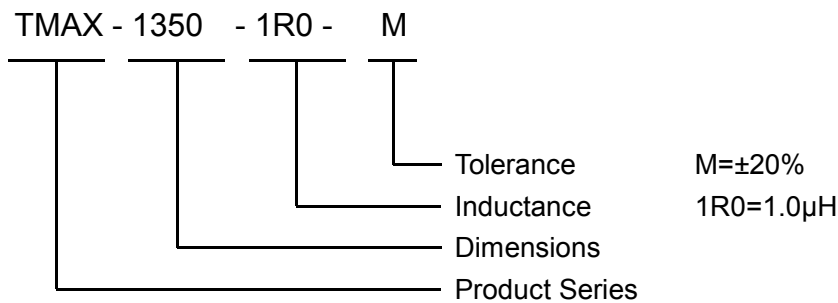 TMAX - 1350 - 1R0 - M
Tolerance M=±20%
Inductance 1R0=1.0µH
Dimensions
Product Series